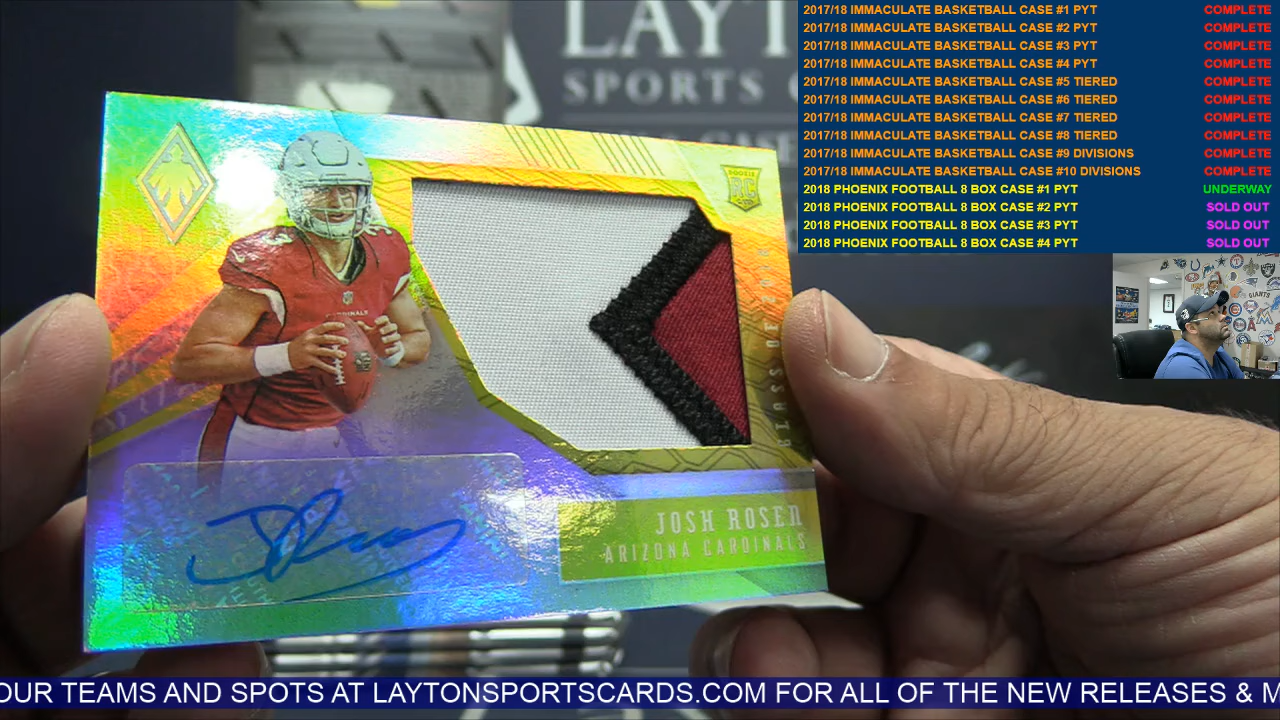 LAYT
SPORTS C
2017/18 IMMACULATE BASKETBALL CASE #1 PYT COMPLETE
2017/18 IMMACULATE BASKETBALL CASE #2 PYT COMPLETE
2017/18 IMMACULATE BASKETBALL CASE #3 PYT COMPLETE
2017/18 IMMACULATE BASKETBALL CASE #4 PYT COMPLETE
2017/18 IMMACULATE BASKETBALL CASE #5 TIERED COMPLETE
2017/18 IMMACULATE BASKETBALL CASE #6 TIERED COMPLETE
2017/18 IMMACULATE BASKETBALL CASE #7 TIERED COMPLETE
2017/18 IMMACULATE BASKETBALL CASE #8 TIERED COMPLETE
2017/18 IMMACULATE BASKETBALL CASE #9 DIVISIONS COMPLETE
2017/18 IMMACULATE BASKETBALL CASE #10 DIVISIONS COMPLETE
2018 PHOENIX FOOTBALL 8 BOX CASE #1 PYT UNDERWAY
2018 PHOENIX FOOTBALL 8 BOX CASE #2 PYT SOLD OUT
2018 PHOENIX FOOTBALL 8 BOX CASE #3 PYT SOLD OUT
2018 PHOENIX FOOTBALL 8 BOX CASE #4 PYT SOLD OUT
GIANTS
RC
CARDINALS
CLASS OF 2018
JOSH ROSEN
ARIZONA CARDINALS
OUR TEAMS AND SPOTS AT LAYTONSPORTSCARDS.COM FOR ALL OF THE NEW RELEASES & M